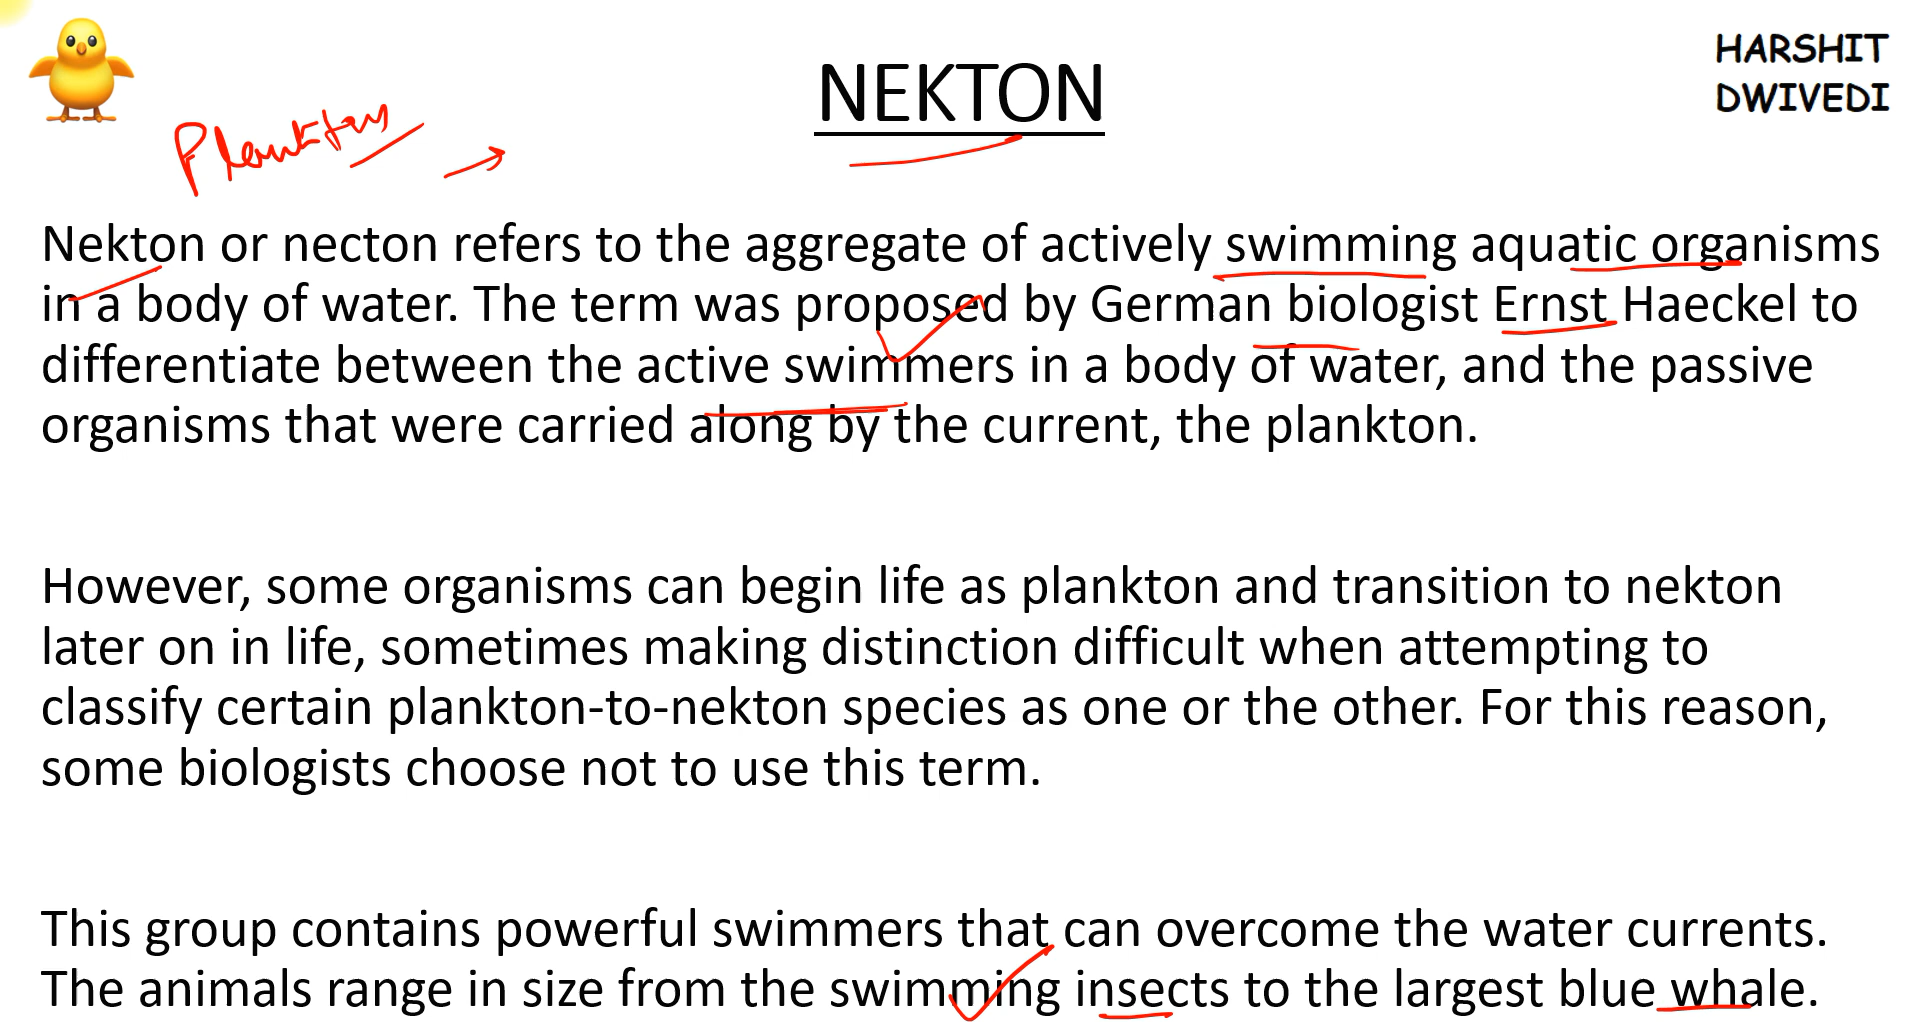 NEKTON
HARSHIT
DWIVEDI
Plankton
Nekton or necton refers to the aggregate of actively swimming aquatic organisms
in a body of water. The term was proposed by German biologist Ernst Haeckel to
differentiate between the active swimmers in a body of water, and the passive
organisms that were carried along by the current, the plankton.
However, some organisms can begin life as plankton and transition to nekton
later on in life, sometimes making distinction difficult when attempting to
classify certain plankton-to-nekton species as one or the other. For this reason,
some biologists choose not to use this term.
This group contains powerful swimmers that can overcome the water currents.
The animals range in size from the swimming insects to the largest blue whale.